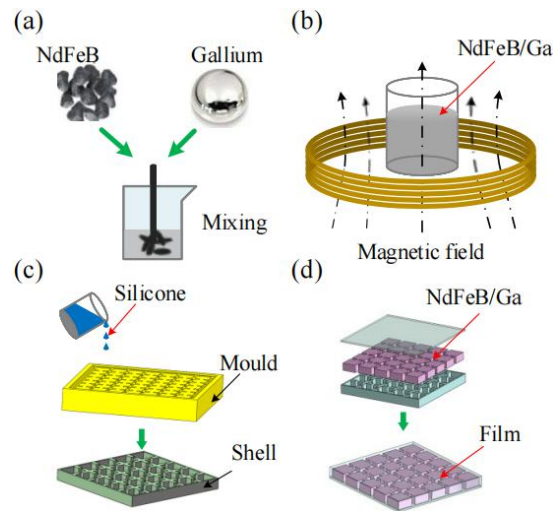 (a)
NdFeB
Gallium
Mixing
(b)
NdFeB/Ga
Magnetic field
(c)
Silicone
Mould
Shell
(d)
NdFeB/Ga
Film